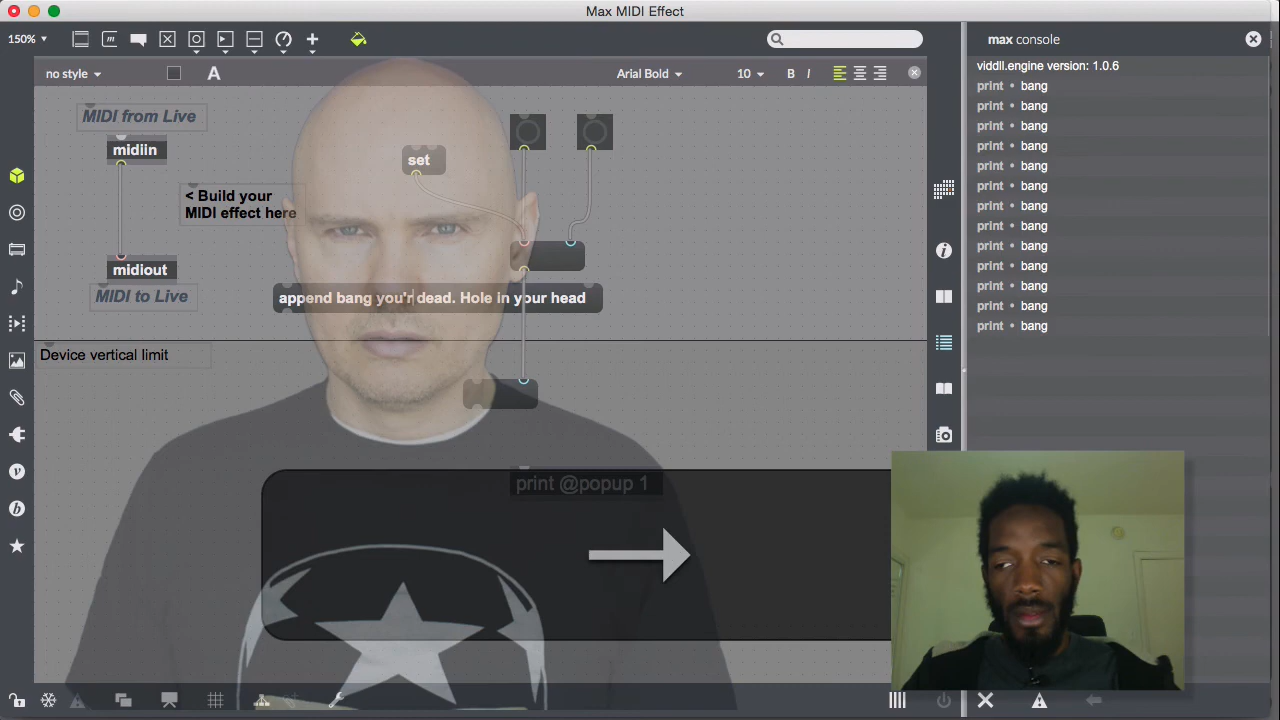 Max MIDI Effect
150%
max console
no style
A
Arial Bold
10
B
I
viddll.engine version: 1.0.6
print • bang
print • bang
print • bang
print • bang
print • bang
print • bang
print • bang
print • bang
print • bang
print • bang
print • bang
print • bang
print • bang
MIDI from Live
midiin
set
< Build your
MIDI effect here
midiout
MIDI to Live
append bang you'r dead. Hole in your head
Device vertical limit
print @popup 1